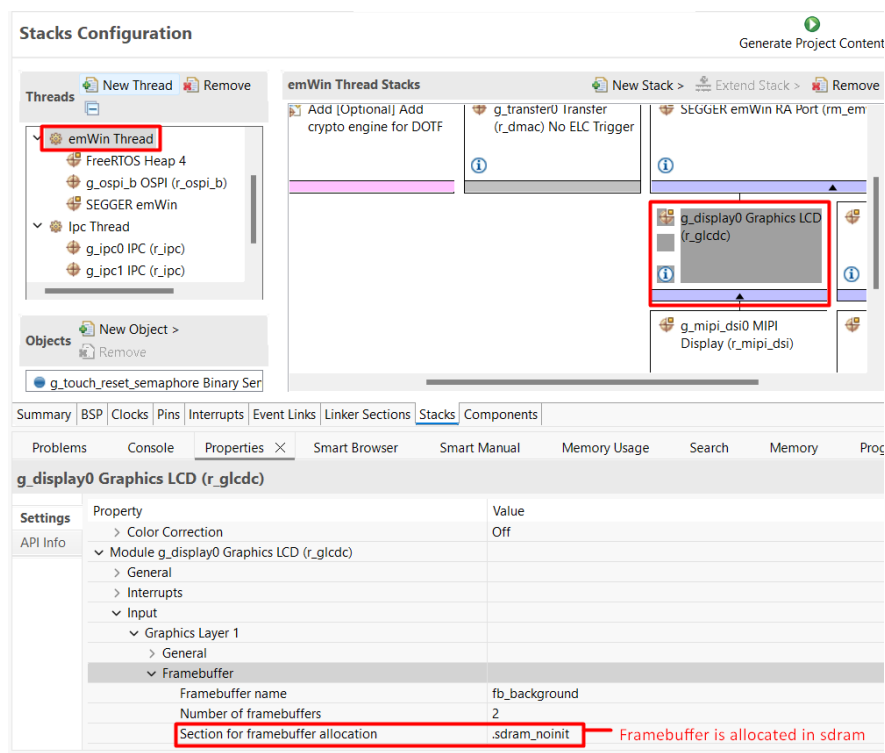 Stacks Configuration
Generate Project Content
Threads
New Thread
Remove
emWin Thread
FreeRTOS Heap 4
g_ospi_b OSPI (r_ospi_b)
SEGGER emWin
Ipc Thread
g_ipc0 IPC (r_ipc)
g_ipc1 IPC (r_ipc)
Objects
New Object >
Remove
g_touch_reset_semaphore Binary Ser
emWin Thread Stacks
New Stack >
Extend Stack >
Remove
Add [Optional] Add
crypto engine for DOTF
g_transfer0 Transfer
(r_dmac) No ELC Trigger
SEGGER emWin RA Port (rm_em
g_display0 Graphics LCD
(r_glcdc)
g_mipi_dsi0 MIPI
Display (r_mipi_dsi)
Summary BSP Clocks Pins Interrupts Event Links Linker Sections Stacks Components
Problems Console Properties Smart Browser Smart Manual Memory Usage Search Memory Prog
g_display0 Graphics LCD (r_glcdc)
Settings
API Info
Property Value
Color Correction Off
Module g_display0 Graphics LCD (r_glcdc)
General
Interrupts
Input
Graphics Layer 1
General
Framebuffer
Framebuffer name fb_background
Number of framebuffers 2
Section for framebuffer allocation .sdram_noinit
Framebuffer is allocated in sdram